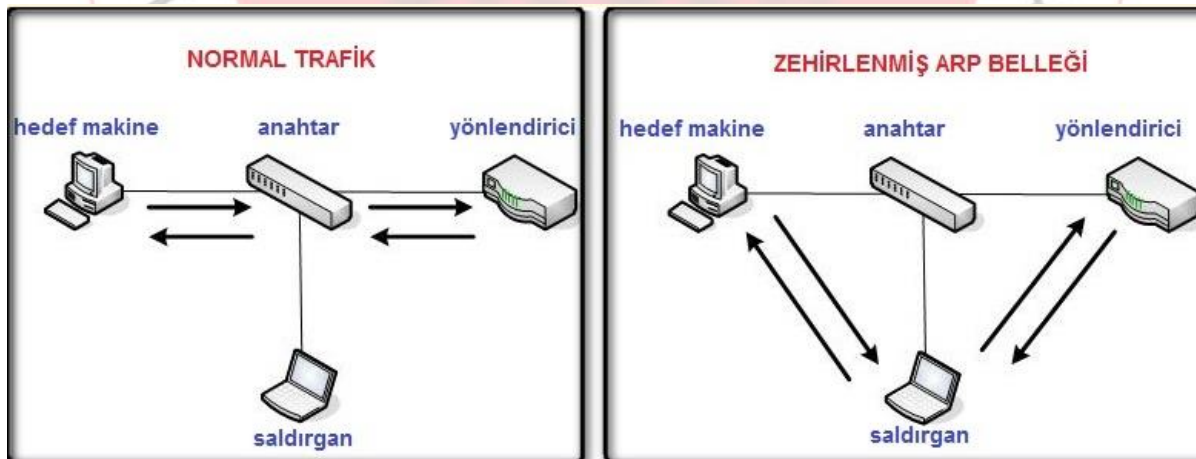 NORMAL TRAFİK
hedef makine anahtar yönlendirici
saldırgan
ZEHİRLENMİŞ ARP BELLEĞİ
hedef makine anahtar yönlendirici
saldırgan